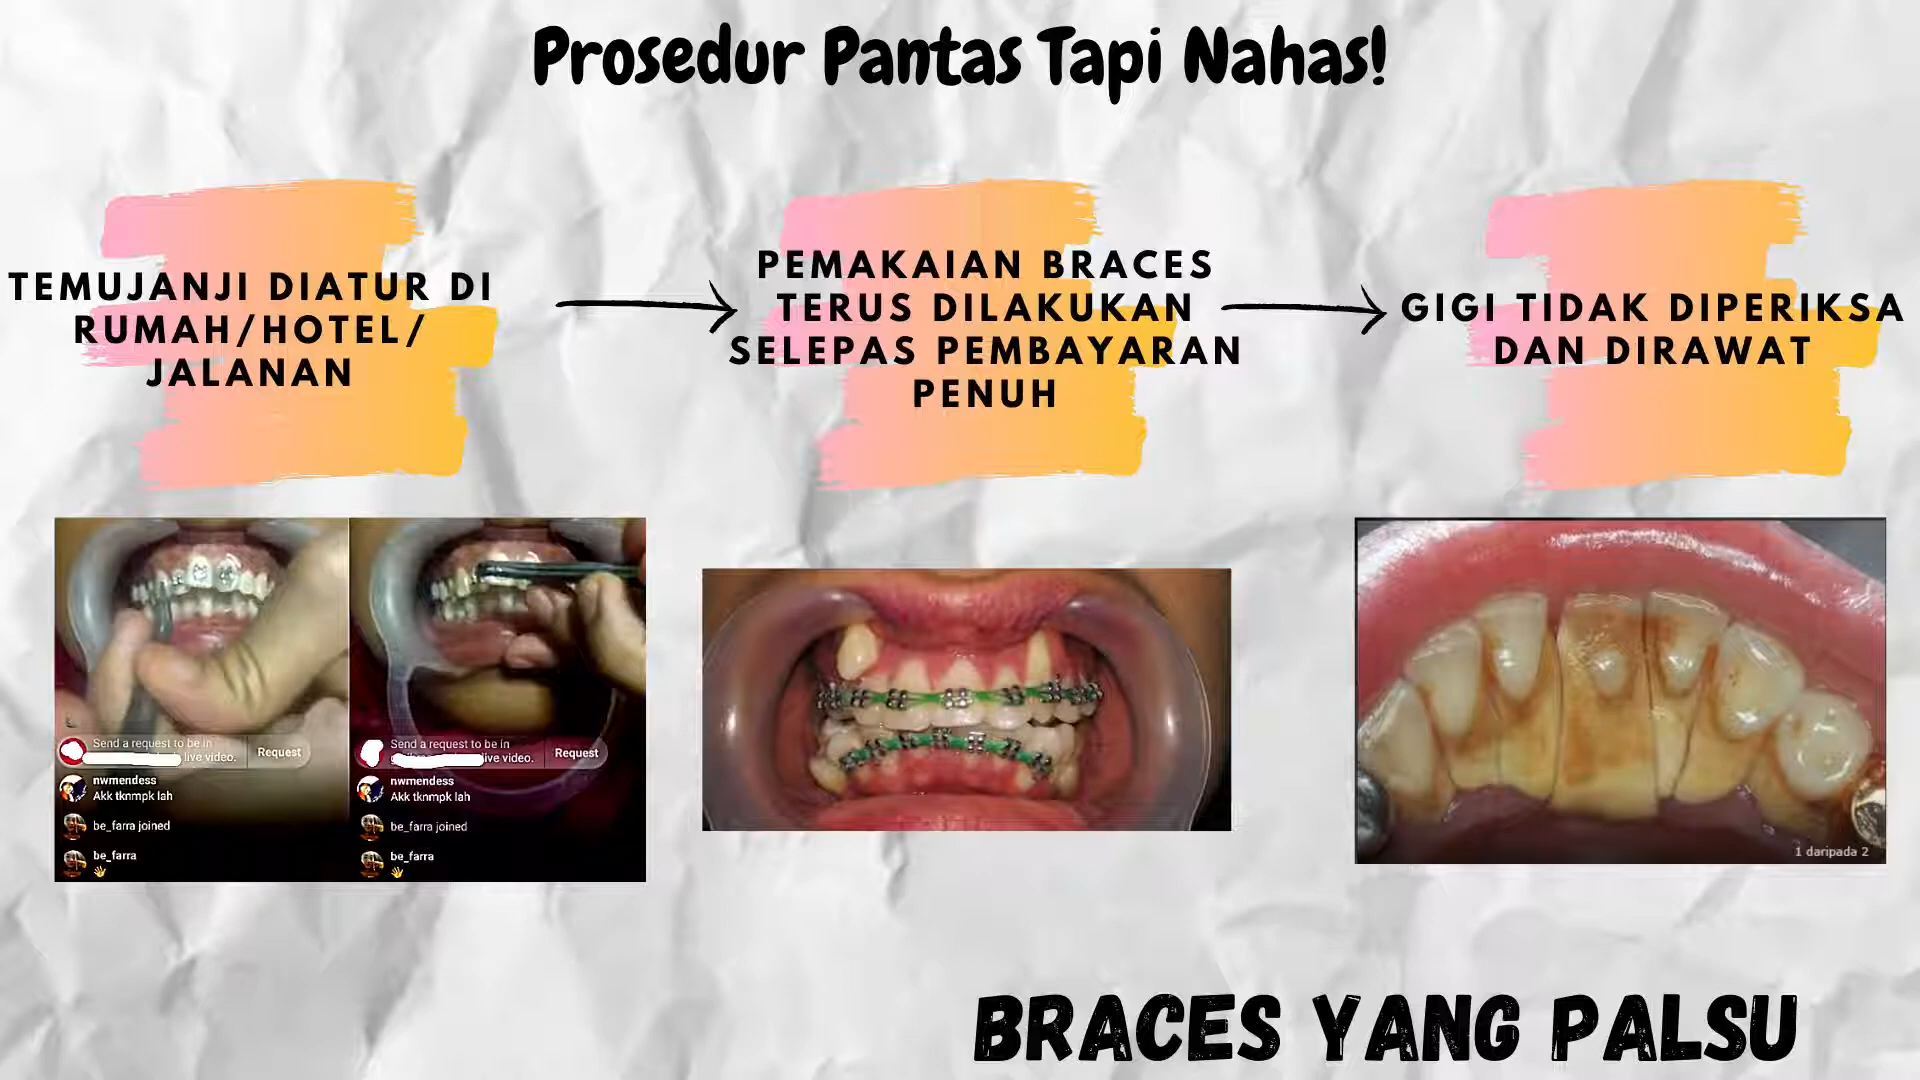 Prosedur Pantas Tapi Nahas!
TEMUJANJI DIATUR DI
RUMAH/HOTEL/
JALANAN
PEMAKAIAN BRACES
TERUS DILAKUKAN
SELEPAS PEMBAYARAN
PENUH
GIGI TIDAK DIPERIKSA
DAN DIRAWAT
Send a request to be in
live video.
Request
nwmendess
Akk tknmpk lah
be_farra joined
be_farra
Send a request to be in
live video.
Request
nwmendess
Akk tknmpk lah
be_farra joined
be_farra
1 daripada 2
BRACES YANG PALSU